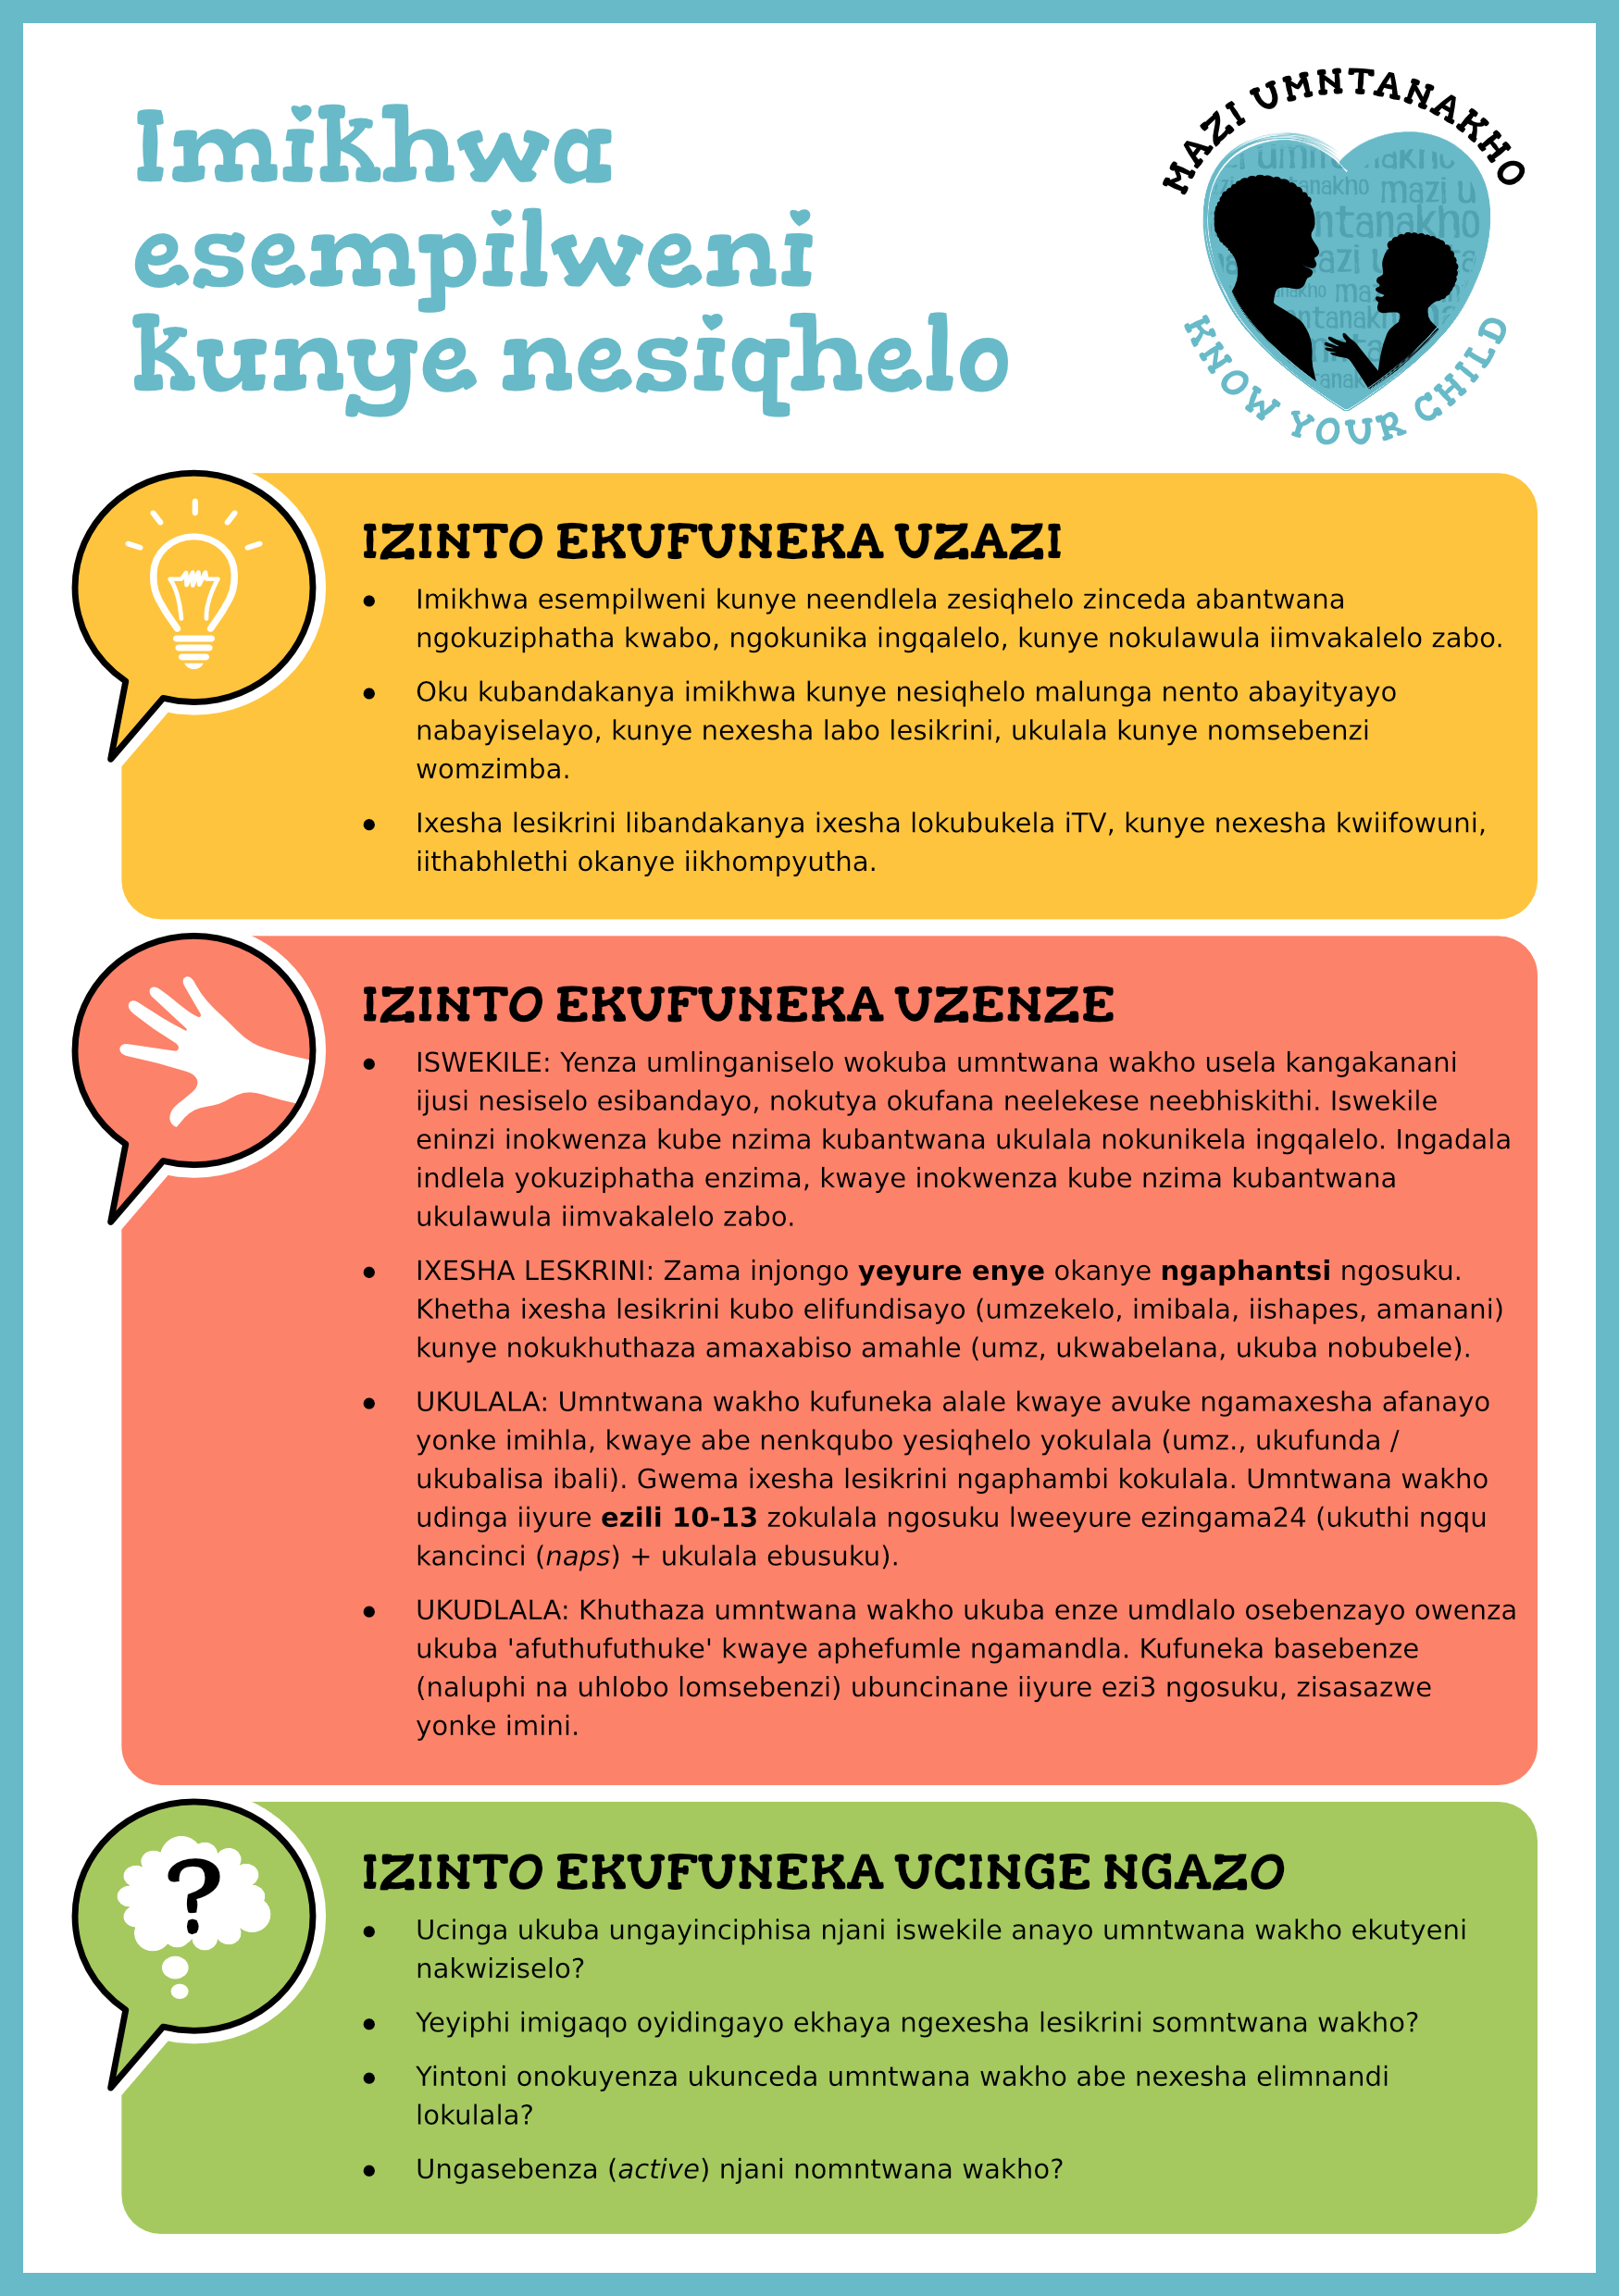 Imikhwa
esempilweni
kunye nesiqhelo
MAZI UMNTANAKHO
KNOW YOUR CHILD
IZINTO EKUFUNEKA UZAZI
• Imikhwa esempilweni kunye neendlela zesiqhelo zinceda abantwana
ngokuziphatha kwabo, ngokunika ingqalelo, kunye nokulawula iimvakalelo zabo.
• Oku kubandakanya imikhwa kunye nesiqhelo malunga nento abayityayo
nabayiselayo, kunye nexesha labo lesikrini, ukulala kunye nomsebenzi
womzimba.
• Ixesha lesikrini libandakanya ixesha lokubukela iTV, kunye nexesha kwiifowuni,
iithabhlethi okanye iikhompyutha.
IZINTO EKUFUNEKA UZENZE
• ISWEKILE: Yenza umlinganiselo wokuba umntwana wakho usela kangakanani
ijusi nesiselo esibandayo, nokutya okufana neelekese neebhiskithi. Iswekile
eninzi inokwenza kube nzima kubantwana ukulala nokunikela ingqalelo. Ingadala
indlela yokuziphatha enzima, kwaye inokwenza kube nzima kubantwana
ukulawula iimvakalelo zabo.
• IXESHA LESKRINI: Zama injongo yeyure enye okanye ngaphantsi ngosuku.
Khetha ixesha lesikrini kubo elifundisayo (umzekelo, imibala, iishapes, amanani)
kunye nokukhuthaza amaxabiso amahle (umz, ukwabelana, ukuba nobubele).
• UKULALA: Umntwana wakho kufuneka alale kwaye avuke ngamaxesha afanayo
yonke imihla, kwaye abe nenkqubo yesiqhelo yokulala (umz., ukufunda /
ukubalisa ibali). Gwema ixesha lesikrini ngaphambi kokulala. Umntwana wakho
udinga iiyure ezili 10-13 zokulala ngosuku lweeyure ezingama24 (ukuthi ngqu
kancinci (naps) + ukulala ebusuku).
• UKUDLALA: Khuthaza umntwana wakho ukuba enze umdlalo osebenzayo owenza
ukuba 'afuthufuthuke' kwaye aphefumle ngamandla. Kufuneka basebenze
(naluphi na uhlobo lomsebenzi) ubuncinane iiyure ezi3 ngosuku, zisasazwe
yonke imini.
IZINTO EKUFUNEKA UCINGE NGAZO
• Ucinga ukuba ungayinciphisa njani iswekile anayo umntwana wakho ekutyeni
nakwiziselo?
• Yeyiphi imigaqo oyidingayo ekhaya ngexesha lesikrini somntwana wakho?
• Yintoni onokuyenza ukunceda umntwana wakho abe nexesha elimnandi
lokulala?
• Ungasebenza (active) njani nomntwana wakho?